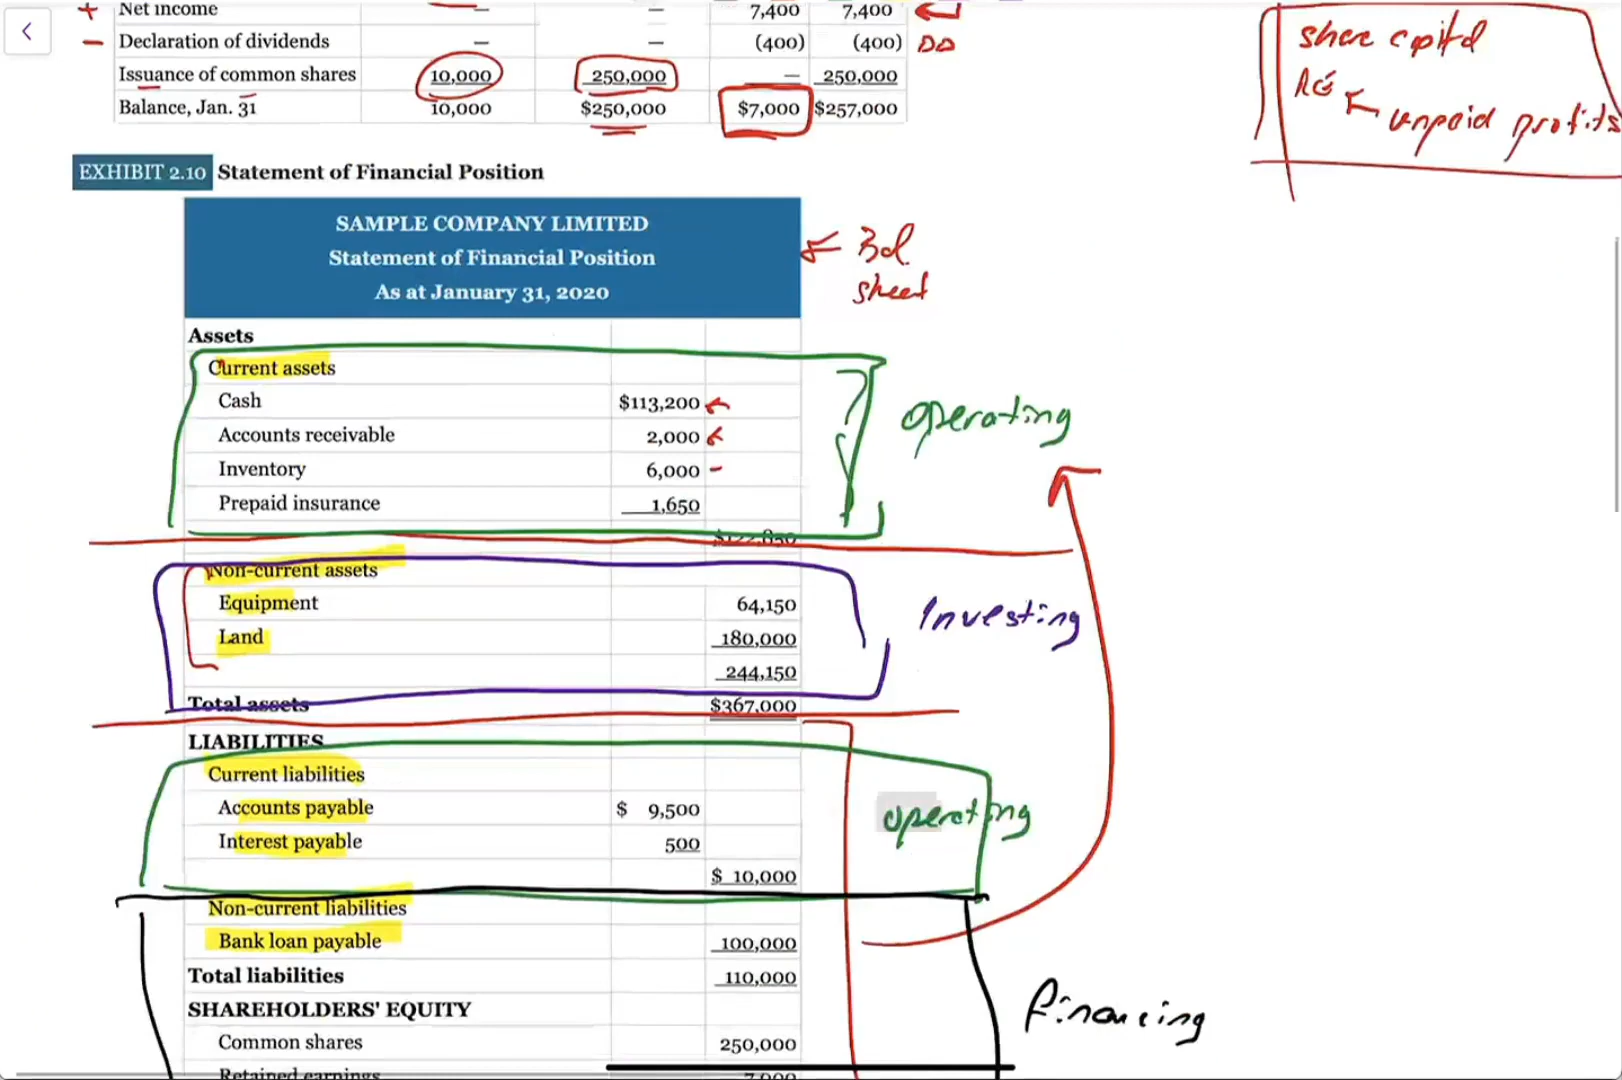 + Net income — — 7,400 7,400
− Declaration of dividends — — (400) (400) DD
Issuance of common shares 10,000 250,000 — 250,000
Balance, Jan. 31 10,000 $250,000 $7,000 $257,000
share capital
RE
unpaid profits
EXHIBIT 2.10 Statement of Financial Position
SAMPLE COMPANY LIMITED
Statement of Financial Position
As at January 31, 2020
Bal
sheet
Assets
Current assets
Cash $113,200
Accounts receivable 2,000
operating
Inventory 6,000
Prepaid insurance 1,650
$122,850
Non-current assets
Equipment 64,150
Investing
Land 180,000
244,150
Total assets $367,000
LIABILITIES
Current liabilities
Accounts payable $ 9,500
operating
Interest payable 500
$ 10,000
Non-current liabilities
Bank loan payable 100,000
Total liabilities 110,000
SHAREHOLDERS' EQUITY
financing
Common shares 250,000
Retained earnings 7,000